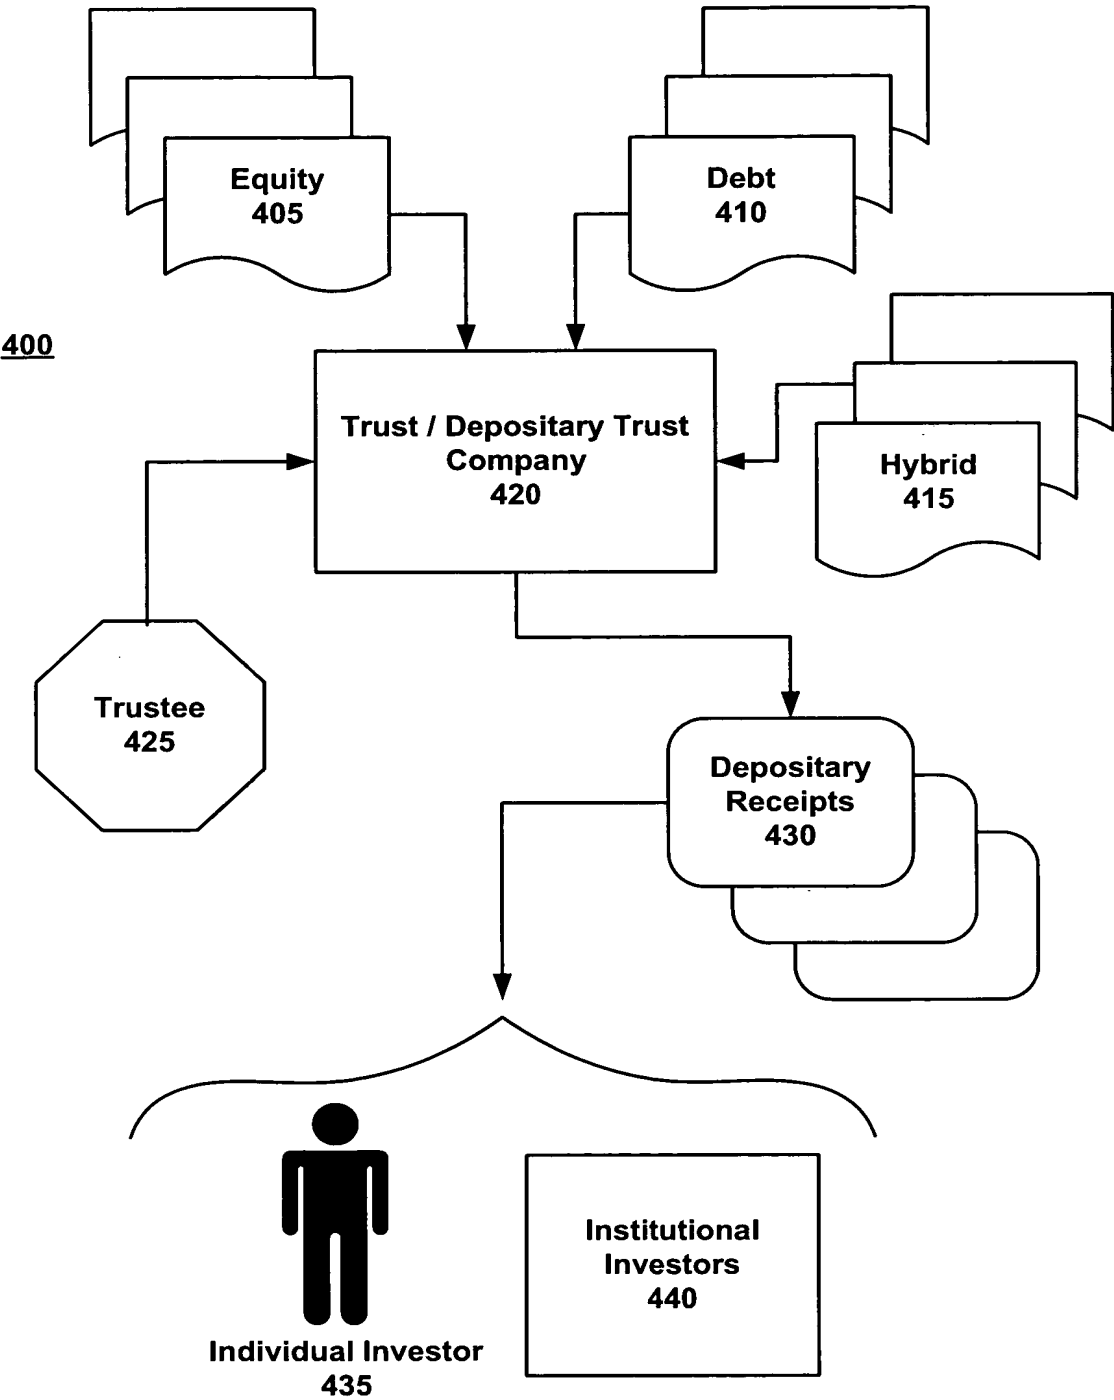 Equity
405
Debt
410
400
Trust / Depositary Trust
Company
420
Hybrid
415
Trustee
425
Depositary
Receipts
430
Institutional
Investors
440
Individual Investor
435